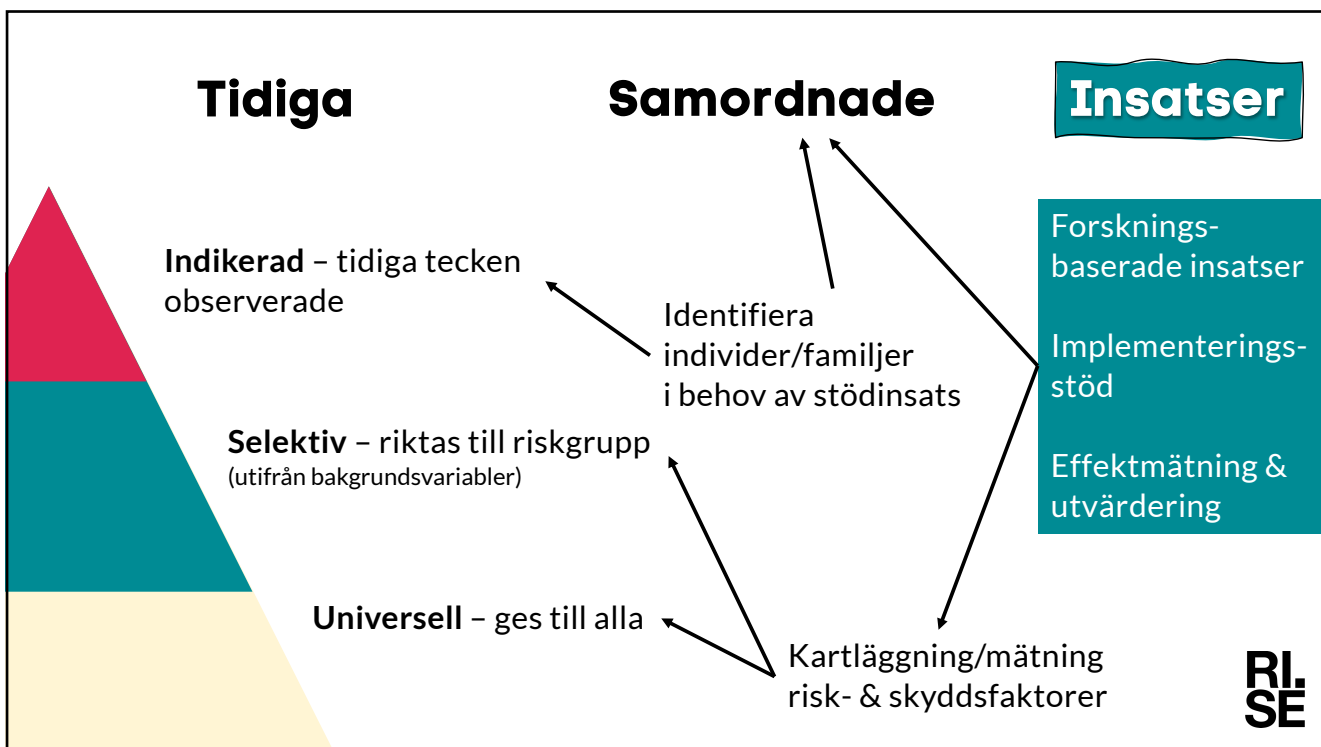 Tidiga
Samordnade
Insatser
Indikerad – tidiga tecken
observerade
Selektiv – riktas till riskgrupp
(utifrån bakgrundsvariabler)
Universell – ges till alla
Identifiera
individer/familjer
i behov av stödinsats
Kartläggning/mätning
risk- & skyddsfaktorer
Forsknings-
baserade insatser
Implementerings-
stöd
Effektmätning &
utvärdering
RI.
SE